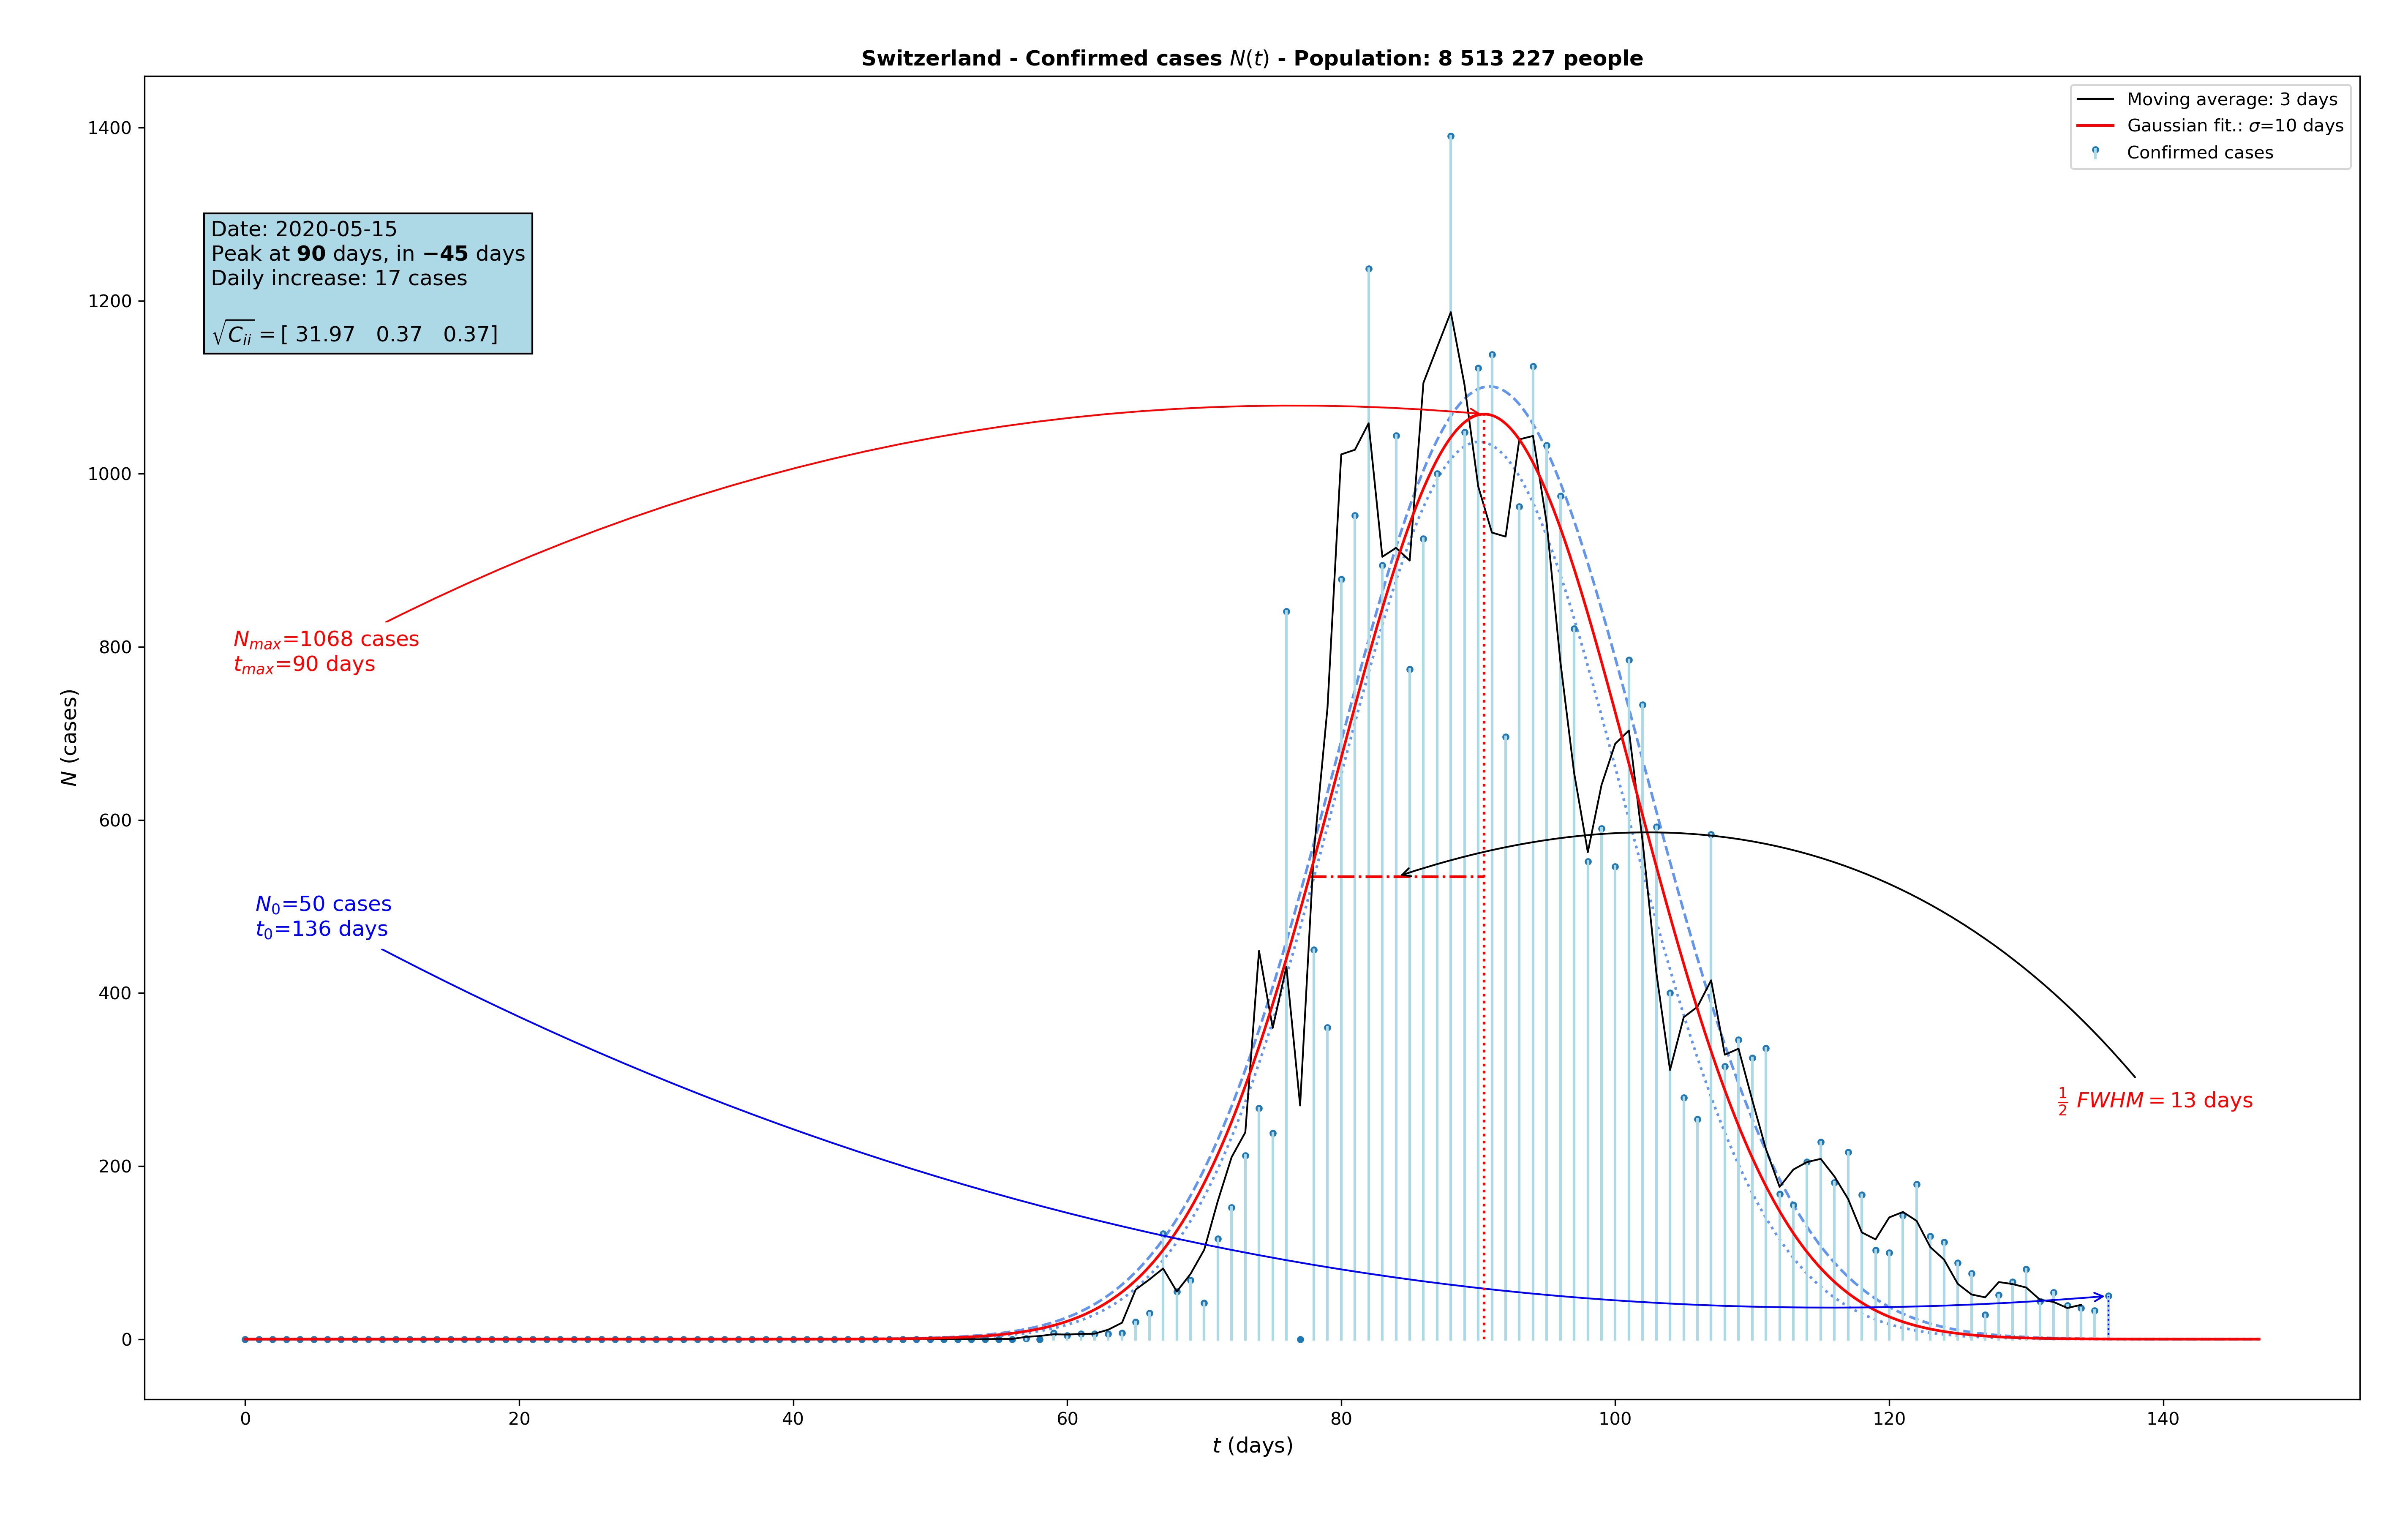 Switzerland - Confirmed cases N(t) - Population: 8 513 227 people
Moving average: 3 days
Gaussian fit.: σ=10 days
Confirmed cases
Date: 2020-05-15
Peak at 90 days, in −45 days
Daily increase: 17 cases
√Cᵢᵢ = [ 31.97 0.37 0.37]
N_max=1068 cases
t_max=90 days
N₀=50 cases
t₀=136 days
½ FWHM = 13 days
N (cases)
1400
1200
1000
800
600
400
200
0
0 20 40 60 80 100 120 140
t (days)